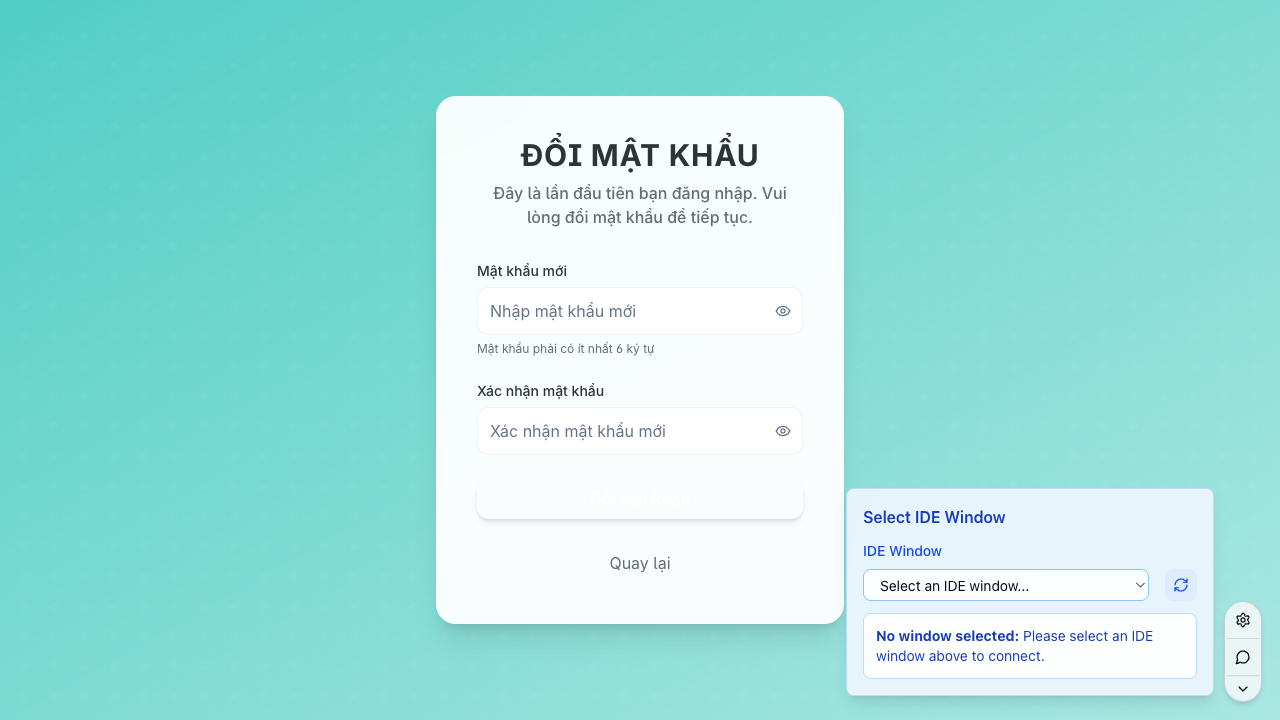 ĐỔI MẬT KHẨU
Đây là lần đầu tiên bạn đăng nhập. Vui
lòng đổi mật khẩu để tiếp tục.
Mật khẩu mới
Nhập mật khẩu mới
Mật khẩu phải có ít nhất 6 ký tự
Xác nhận mật khẩu
Xác nhận mật khẩu mới
Quay lại
Select IDE Window
IDE Window
Select an IDE window...
No window selected: Please select an IDE
window above to connect.